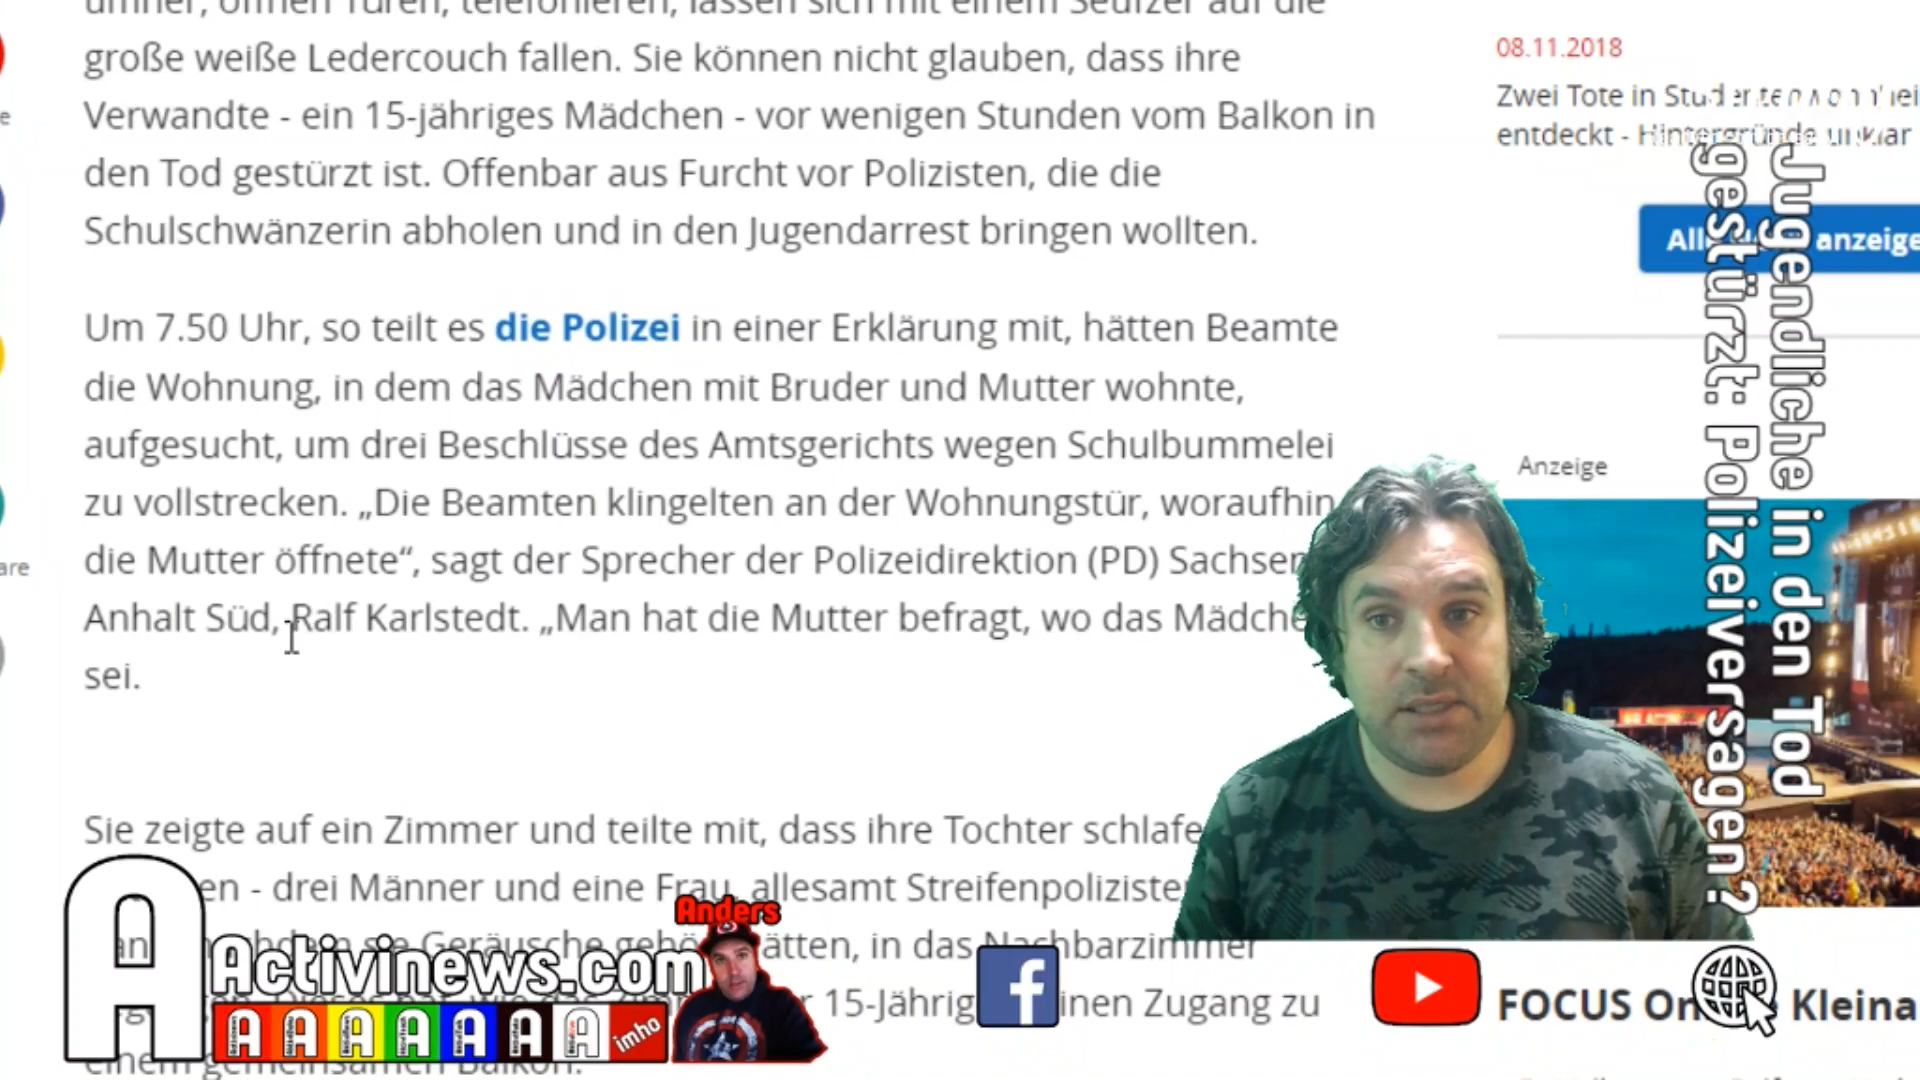 große weiße Ledercouch fallen. Sie können nicht glauben, dass ihre
Verwandte - ein 15-jähriges Mädchen - vor wenigen Stunden vom Balkon in
den Tod gestürzt ist. Offenbar aus Furcht vor Polizisten, die die
Schulschwänzerin abholen und in den Jugendarrest bringen wollten.
Um 7.50 Uhr, so teilt es die Polizei in einer Erklärung mit, hätten Beamte
die Wohnung, in dem das Mädchen mit Bruder und Mutter wohnte,
aufgesucht, um drei Beschlüsse des Amtsgerichts wegen Schulbummelei
zu vollstrecken. „Die Beamten klingelten an der Wohnungstür, woraufhin
die Mutter öffnete“, sagt der Sprecher der Polizeidirektion (PD) Sachsen
Anhalt Süd, Ralf Karlstedt. „Man hat die Mutter befragt, wo das
sei.
Sie zeigte auf ein Zimmer und teilte mit, dass ihre Tochter schlafe
- drei Männer und eine Frau, allesamt
Geräusche in das Nachbarzimmer
15-Jährig Zugang zu
einem gemeinsamen Balkon.
08.11.2018
Zwei Tote in
entdeckt - Hintergründe unklar
anzeige
Anzeige
Jugendliche in den Tod
gestürzt: Polizeiversagen?
FOCUS
Activinews.com
Anders
A A A A A A A imho
A
f